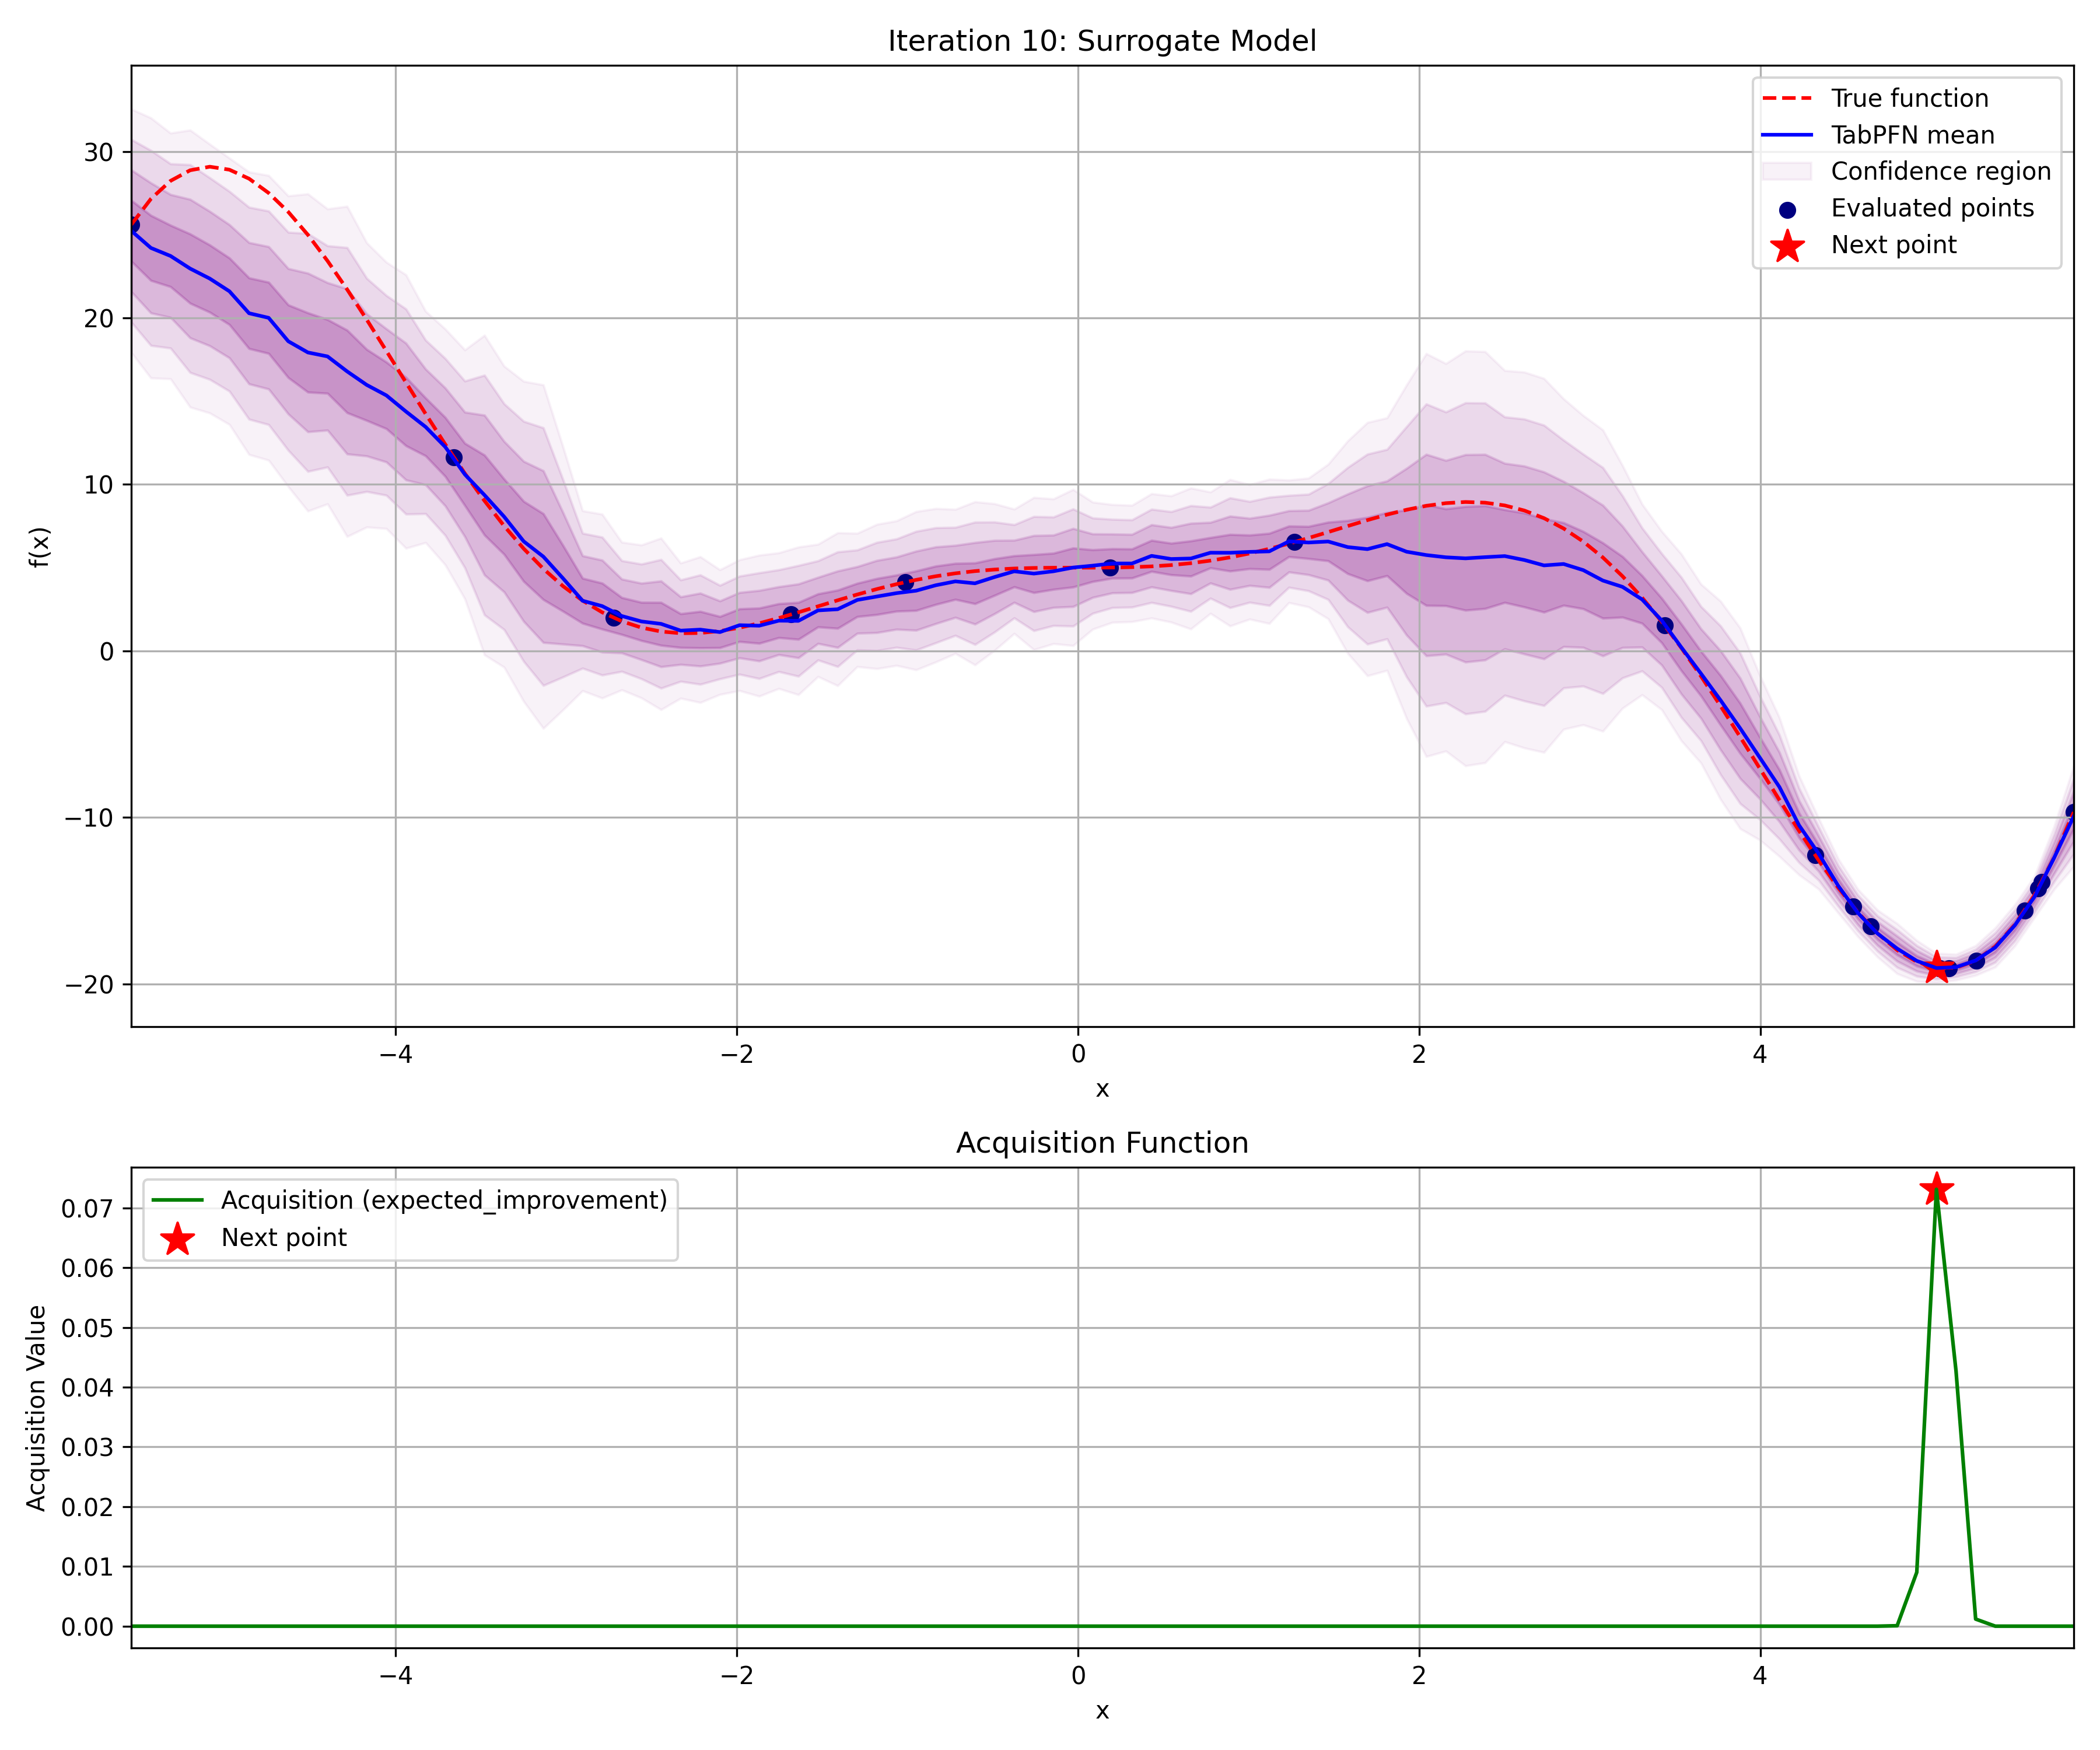 Iteration 10: Surrogate Model
True function
TabPFN mean
Confidence region
Evaluated points
Next point
30
20
10
0
−10
−20
f(x)
−4 −2 0 2 4
x
Acquisition Function
Acquisition (expected_improvement)
Next point
0.07
0.06
0.05
0.04
0.03
0.02
0.01
0.00
Acquisition Value
−4 −2 0 2 4
x